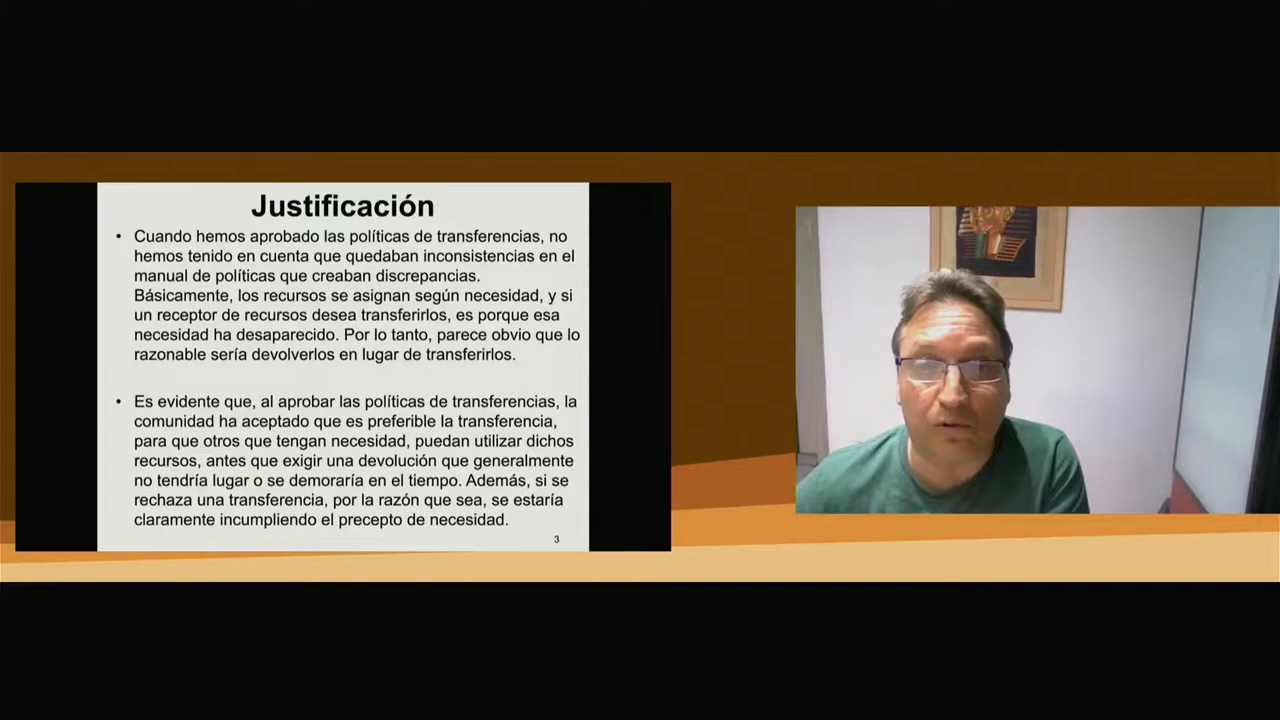 Justificación
• Cuando hemos aprobado las políticas de transferencias, no
hemos tenido en cuenta que quedaban inconsistencias en el
manual de políticas que creaban discrepancias.
Básicamente, los recursos se asignan según necesidad, y si
un receptor de recursos desea transferirlos, es porque esa
necesidad ha desaparecido. Por lo tanto, parece obvio que lo
razonable sería devolverlos en lugar de transferirlos.
• Es evidente que, al aprobar las políticas de transferencias, la
comunidad ha aceptado que es preferible la transferencia,
para que otros que tengan necesidad, puedan utilizar dichos
recursos, antes que exigir una devolución que generalmente
no tendría lugar o se demoraría en el tiempo. Además, si se
rechaza una transferencia, por la razón que sea, se estaría
claramente incumpliendo el precepto de necesidad.
3